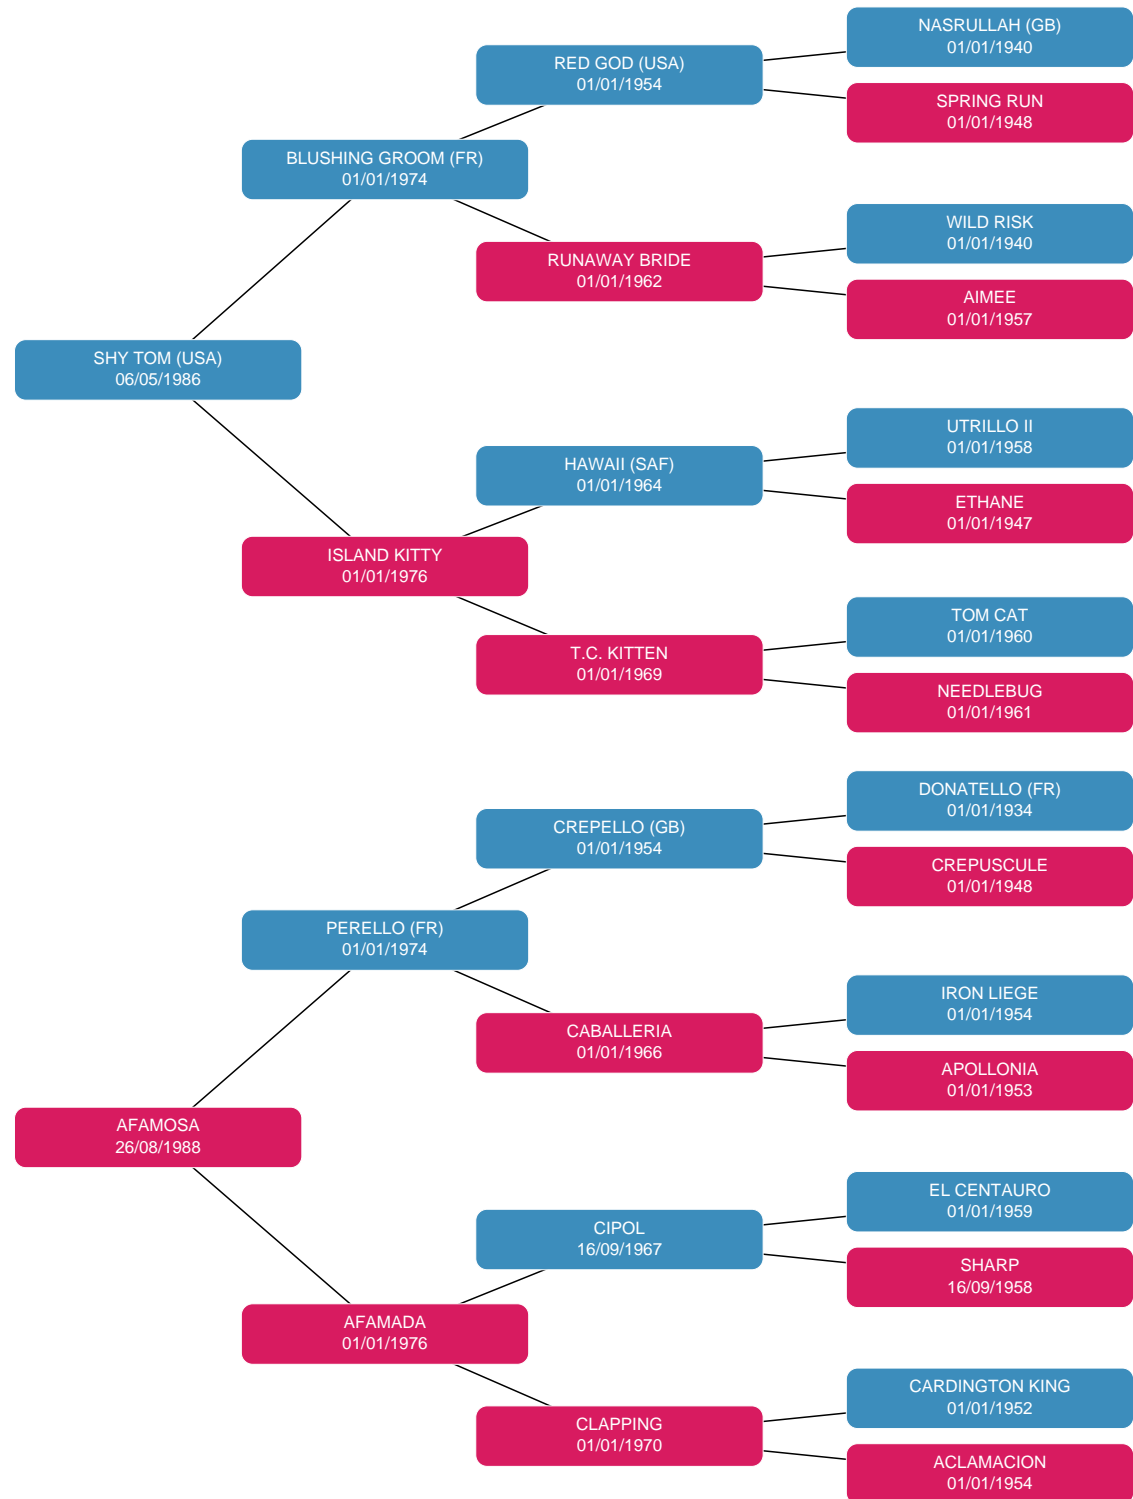 NASRULLAH (GB)
01/01/1940
RED GOD (USA)
01/01/1954
SPRING RUN
01/01/1948
BLUSHING GROOM (FR)
01/01/1974
WILD RISK
01/01/1940
RUNAWAY BRIDE
01/01/1962
AIMEE
01/01/1957
SHY TOM (USA)
06/05/1986
UTRILLO II
01/01/1958
HAWAII (SAF)
01/01/1964
ETHANE
01/01/1947
ISLAND KITTY
01/01/1976
TOM CAT
01/01/1960
T.C. KITTEN
01/01/1969
NEEDLEBUG
01/01/1961
DONATELLO (FR)
01/01/1934
CREPELLO (GB)
01/01/1954
CREPUSCULE
01/01/1948
PERELLO (FR)
01/01/1974
IRON LIEGE
01/01/1954
CABALLERIA
01/01/1966
APOLLONIA
01/01/1953
AFAMOSA
26/08/1988
EL CENTAURO
01/01/1959
CIPOL
16/09/1967
SHARP
16/09/1958
AFAMADA
01/01/1976
CARDINGTON KING
01/01/1952
CLAPPING
01/01/1970
ACLAMACION
01/01/1954